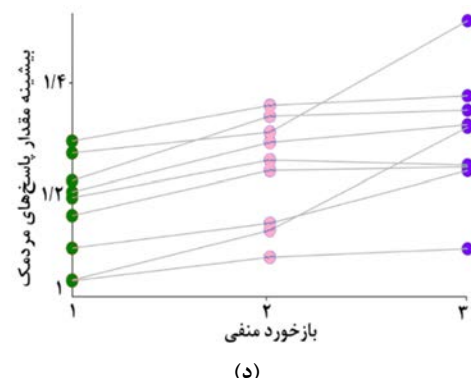 بیشینه مقدار پاسخ‌های مردمک
۱/۴
۱/۲
۱
۱ ۲ ۳
بازخورد منفی
(د)